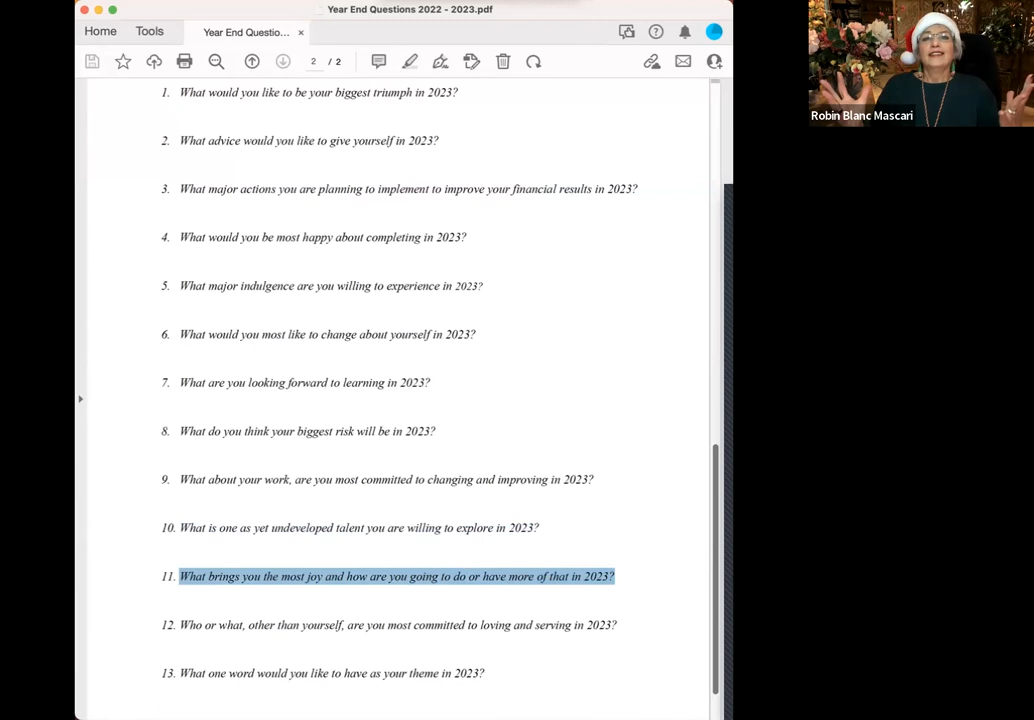 Year End Questions 2022 - 2023.pdf
Home Tools Year End Questio... ×
2 / 2
1. What would you like to be your biggest triumph in 2023?
2. What advice would you like to give yourself in 2023?
3. What major actions you are planning to implement to improve your financial results in 2023?
4. What would you be most happy about completing in 2023?
5. What major indulgence are you willing to experience in 2023?
6. What would you most like to change about yourself in 2023?
7. What are you looking forward to learning in 2023?
8. What do you think your biggest risk will be in 2023?
9. What about your work, are you most committed to changing and improving in 2023?
10. What is one as yet undeveloped talent you are willing to explore in 2023?
11. What brings you the most joy and how are you going to do or have more of that in 2023?
12. Who or what, other than yourself, are you most committed to loving and serving in 2023?
13. What one word would you like to have as your theme in 2023?
Robin Blanc Mascari